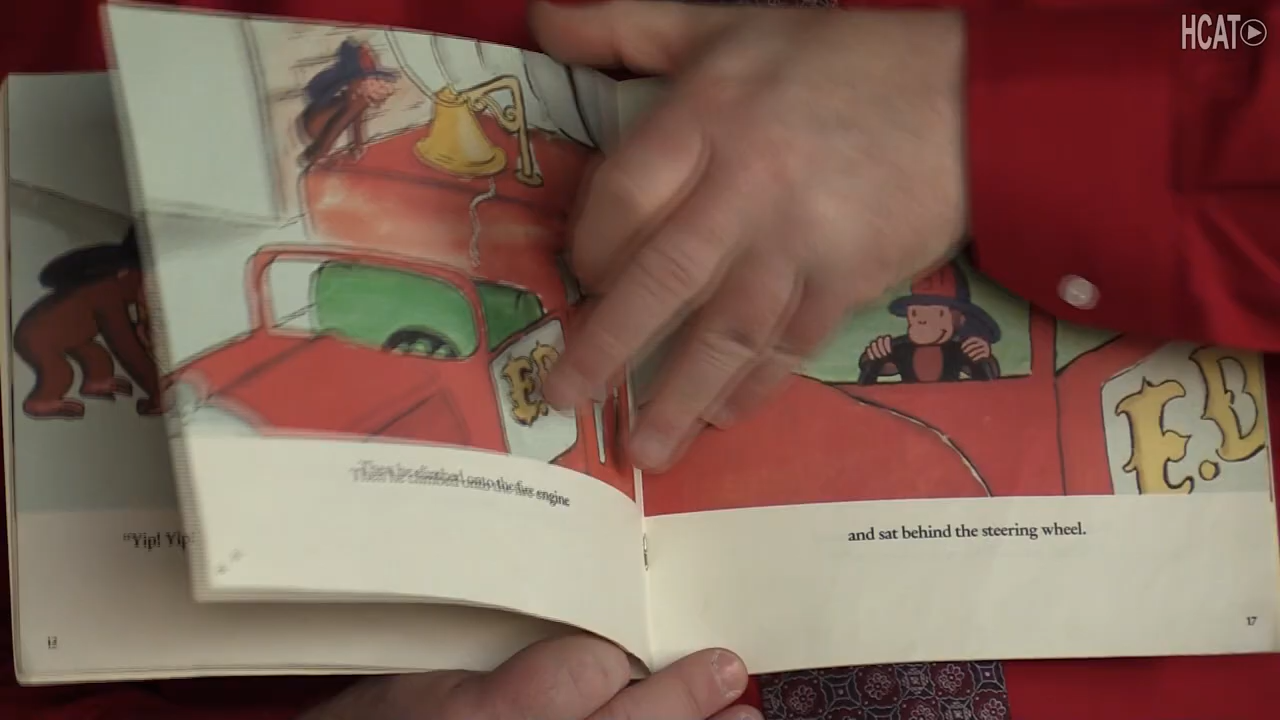 HCAT
E.D
"Yip! Yip!
Then he climbed onto the fire engine
E.D
and sat behind the steering wheel.
17